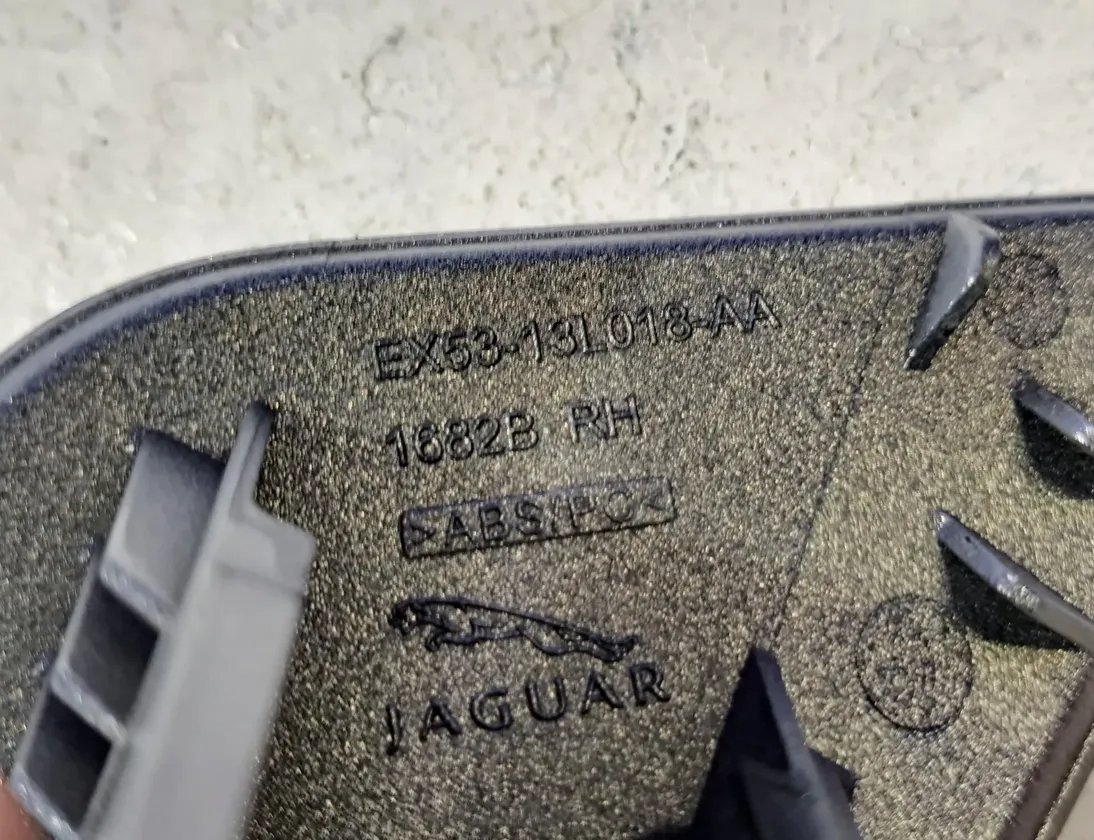 EX53-13L018-AA
1682B RH
>ABS/PC<
JAGUAR